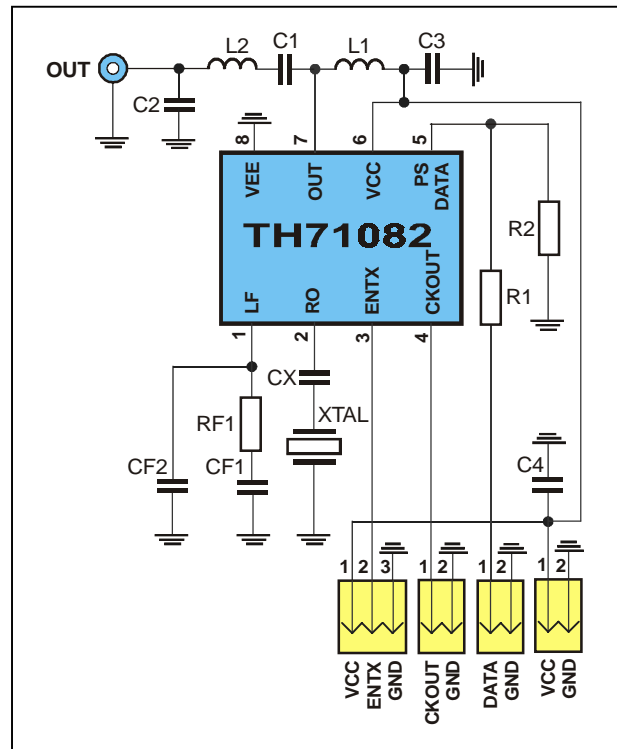 L2 C1 L1 C3
OUT
C2
8 7 6 5
VEE OUT VCC PS DATA
TH71082
R2
LF RO ENTX CKOUT
R1
1 2 3 4
CX
XTAL
RF1
CF2 CF1
C4
1 2 3 1 2 1 2 1 2
VCC ENTX GND CKOUT GND DATA GND VCC GND